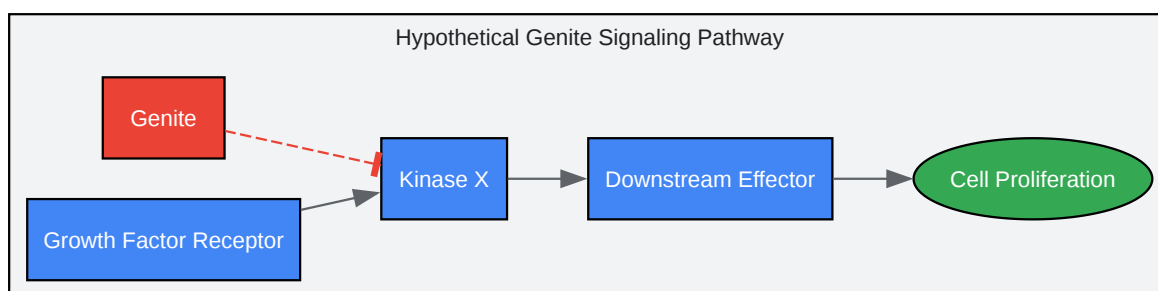 Hypothetical Genite Signaling Pathway
Genite
Growth Factor Receptor
Kinase X
Downstream Effector
Cell Proliferation